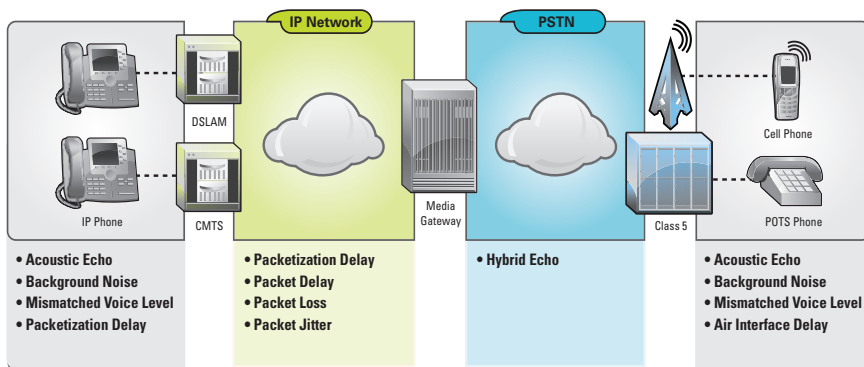 IP Network
PSTN
DSLAM
Cell Phone
IP Phone
CMTS
Media
Gateway
Class 5
POTS Phone
• Acoustic Echo
• Background Noise
• Mismatched Voice Level
• Packetization Delay
• Packetization Delay
• Packet Delay
• Packet Loss
• Packet Jitter
• Hybrid Echo
• Acoustic Echo
• Background Noise
• Mismatched Voice Level
• Air Interface Delay